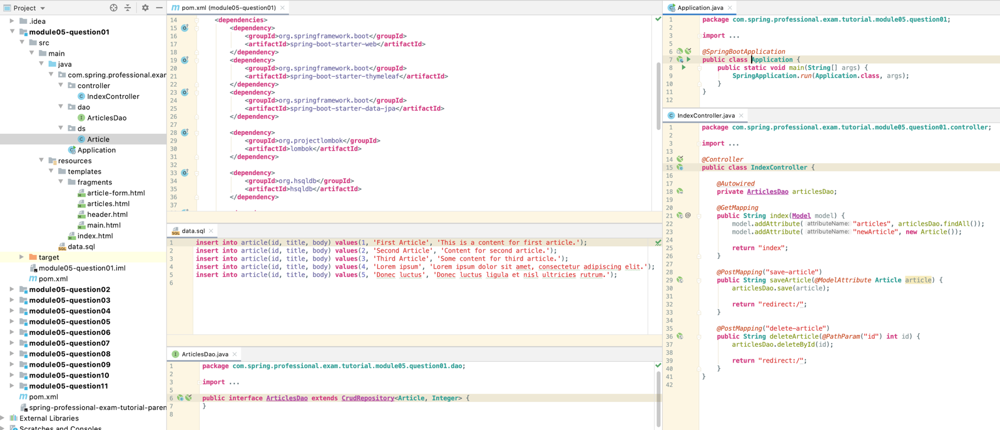 Project
.idea
module05-question01
src
main
java
com.spring.professional.exar
controller
IndexController
dao
ArticlesDao
ds
Article
Application
resources
templates
fragments
article-form.html
articles.html
header.html
main.html
index.html
data.sql
target
module05-question01.iml
pom.xml
module05-question02
module05-question03
module05-question04
module05-question05
module05-question06
module05-question07
module05-question08
module05-question09
module05-question10
module05-question11
pom.xml
spring-professional-exam-tutorial-paren
External Libraries
Scratches and Consoles
pom.xml (module05-question01)
14 <dependencies>
15 <dependency>
16 <groupId>org.springframework.boot</groupId>
17 <artifactId>spring-boot-starter-web</artifactId>
18 </dependency>
19 <dependency>
20 <groupId>org.springframework.boot</groupId>
21 <artifactId>spring-boot-starter-thymeleaf</artifactId>
22 </dependency>
23 <dependency>
24 <groupId>org.springframework.boot</groupId>
25 <artifactId>spring-boot-starter-data-jpa</artifactId>
26 </dependency>
27
28 <dependency>
29 <groupId>org.projectlombok</groupId>
30 <artifactId>lombok</artifactId>
31 </dependency>
32
33 <dependency>
34 <groupId>org.hsqldb</groupId>
35 <artifactId>hsqldb</artifactId>
36 </dependency>
37
data.sql
1 insert into article(id, title, body) values(1, 'First Article', 'This is a content for first article.');
2 insert into article(id, title, body) values(2, 'Second Article', 'Content for second article.');
3 insert into article(id, title, body) values(3, 'Third Article', 'Some content for third article.');
4 insert into article(id, title, body) values(4, 'Lorem ipsum', 'Lorem ipsum dolor sit amet, consectetur adipiscing elit.');
5 insert into article(id, title, body) values(5, 'Donec luctus', 'Donec luctus ligula et nisl ultricies rutrum.');
6
ArticlesDao.java
1 package com.spring.professional.exam.tutorial.module05.question01.dao;
2
3 import ...
5
6 public interface ArticlesDao extends CrudRepository<Article, Integer> {
7 }
8
Application.java
1 package com.spring.professional.exam.tutorial.module05.question01;
2
3 import ...
5
6 @SpringBootApplication
7 public class Application {
8 public static void main(String[] args) {
9 SpringApplication.run(Application.class, args);
10 }
11 }
12
IndexController.java
1 package com.spring.professional.exam.tutorial.module05.question01.controller;
2
3 import ...
13
14 @Controller
15 public class IndexController {
16
17 @Autowired
18 private ArticlesDao articlesDao;
19
20 @GetMapping
21 @ public String index(Model model) {
22 model.addAttribute( attributeName: "articles", articlesDao.findAll());
23 model.addAttribute( attributeName: "newArticle", new Article());
24
25 return "index";
26 }
27
28 @PostMapping("save-article")
29 public String saveArticle(@ModelAttribute Article article) {
30 articlesDao.save(article);
31
32 return "redirect:/";
33 }
34
35 @PostMapping("delete-article")
36 public String deleteArticle(@PathParam("id") int id) {
37 articlesDao.deleteById(id);
38
39 return "redirect:/";
40 }
41 }
42